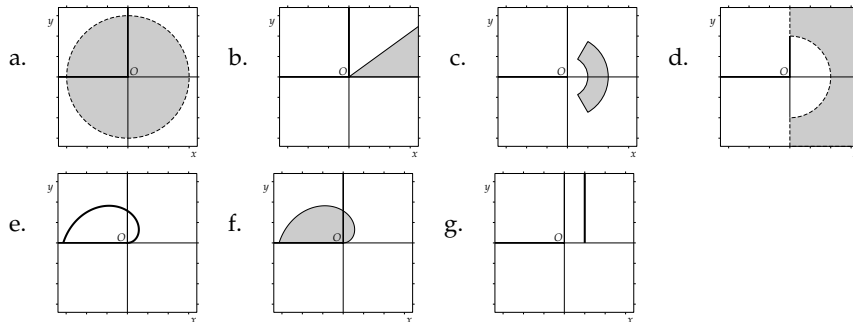 a. y O x b. y O x c. y O x d. y O x
e. y O x f. y O x g. y O x